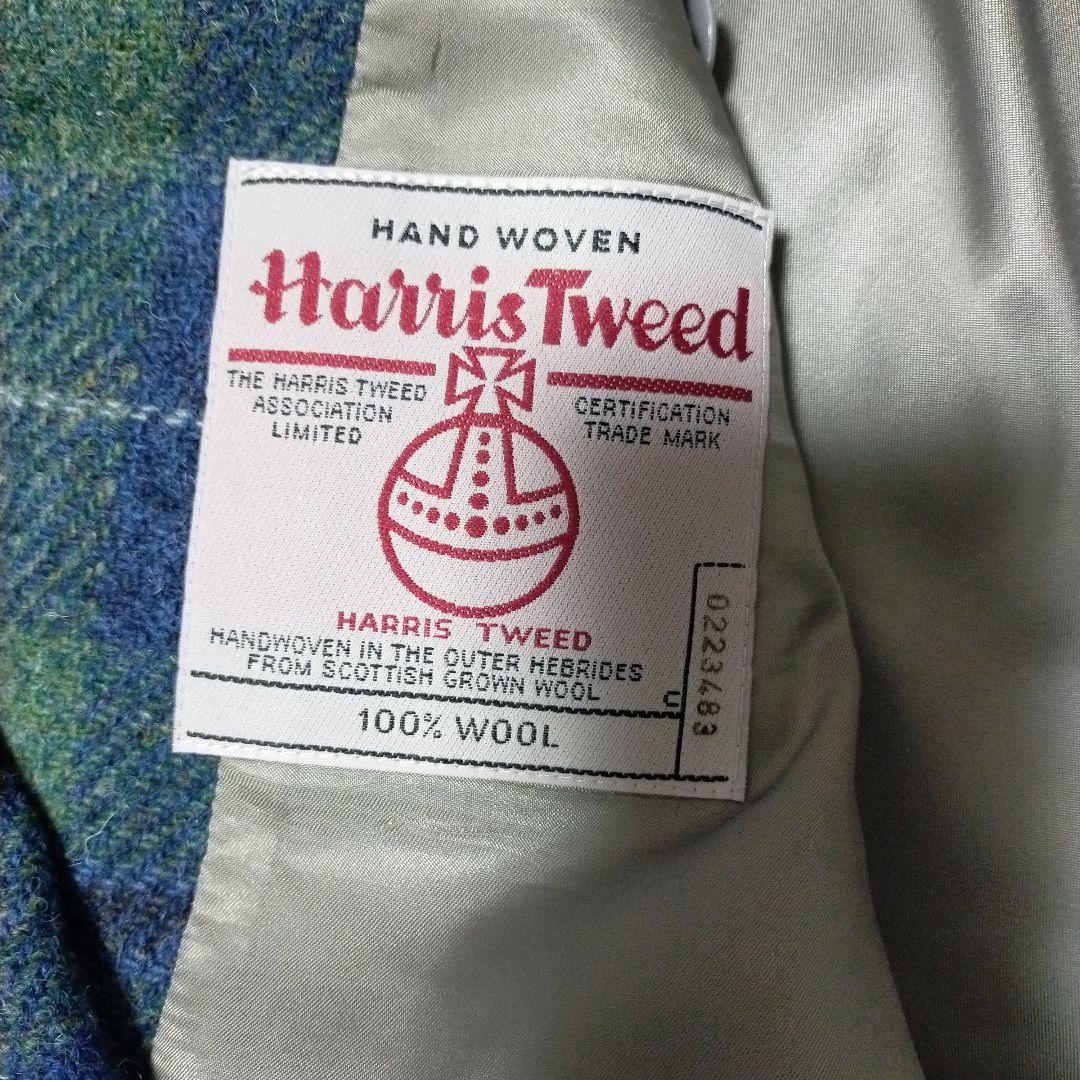 HAND WOVEN
Harris Tweed
THE HARRIS TWEED
ASSOCIATION
LIMITED
CERTIFICATION
TRADE MARK
HARRIS TWEED
HANDWOVEN IN THE OUTER HEBRIDES
FROM SCOTTISH GROWN WOOL
C
100% WOOL
0223483